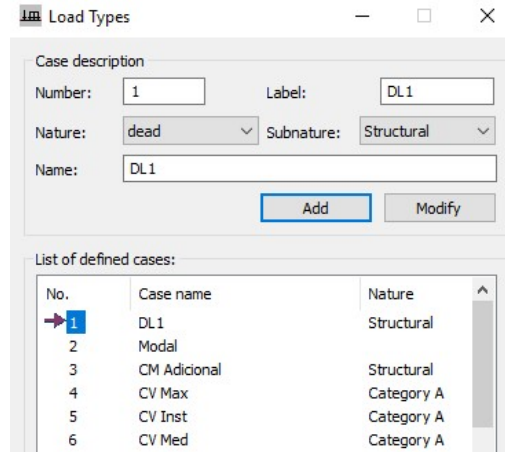 Load Types
Case description
Number: 1 Label: DL1
Nature: dead Subnature: Structural
Name: DL1
Add Modify
List of defined cases:
No. Case name Nature
1 DL1 Structural
2 Modal
3 CM Adicional Structural
4 CV Max Category A
5 CV Inst Category A
6 CV Med Category A